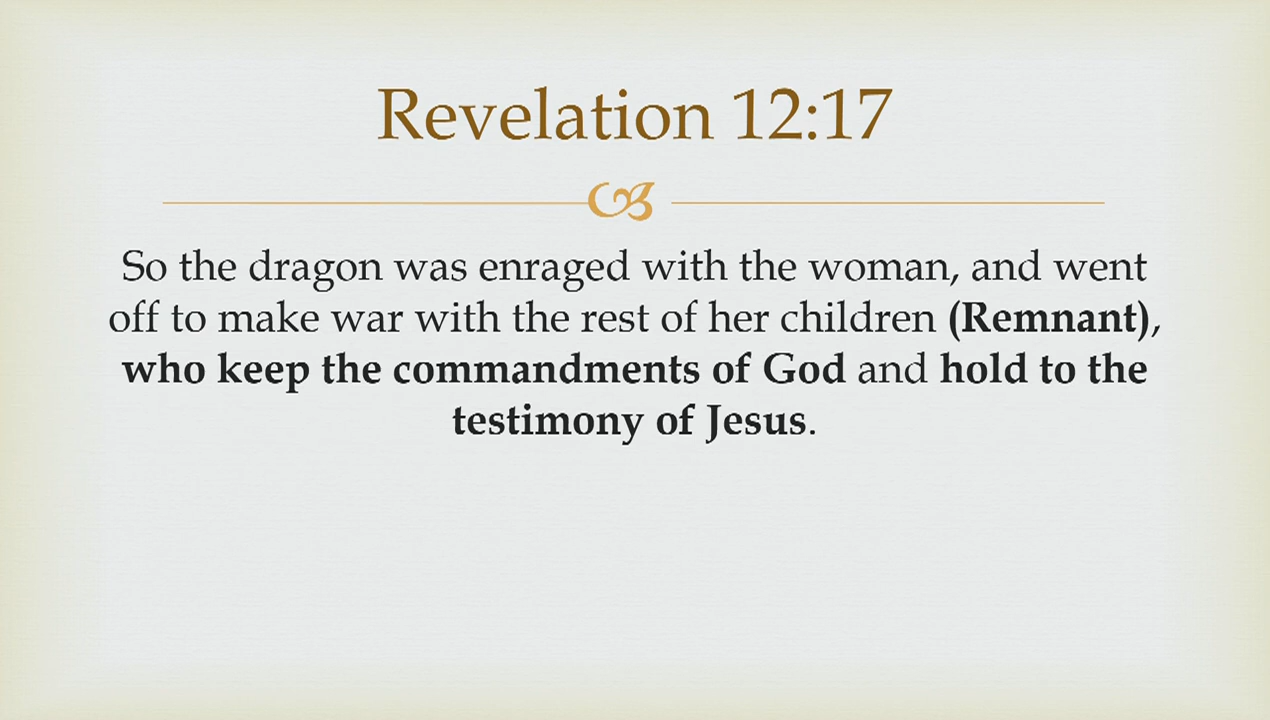 Revelation 12:17
So the dragon was enraged with the woman, and went
off to make war with the rest of her children (Remnant),
who keep the commandments of God and hold to the
testimony of Jesus.